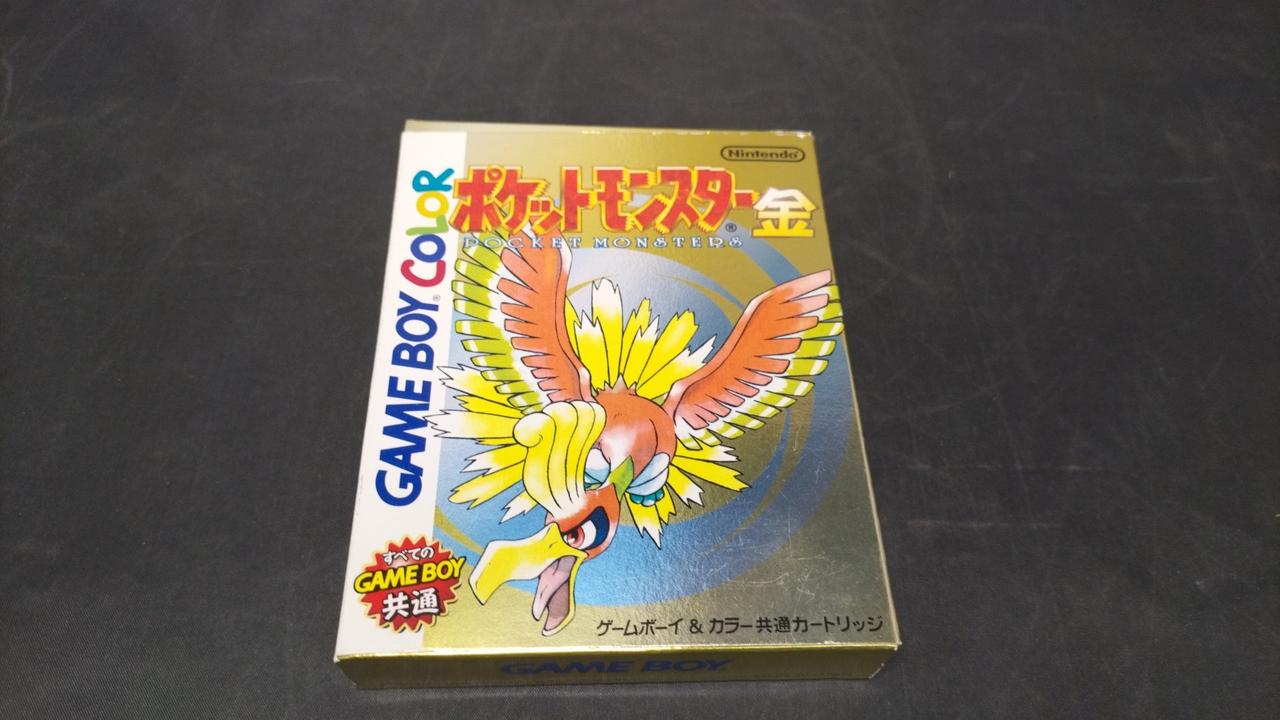 Nintendo
ポケットモンスター金
POCKET MONSTERS
GAME BOY COLOR
すべての
GAME BOY
共通
ゲームボーイ & カラー共通カートリッジ
GAME BOY